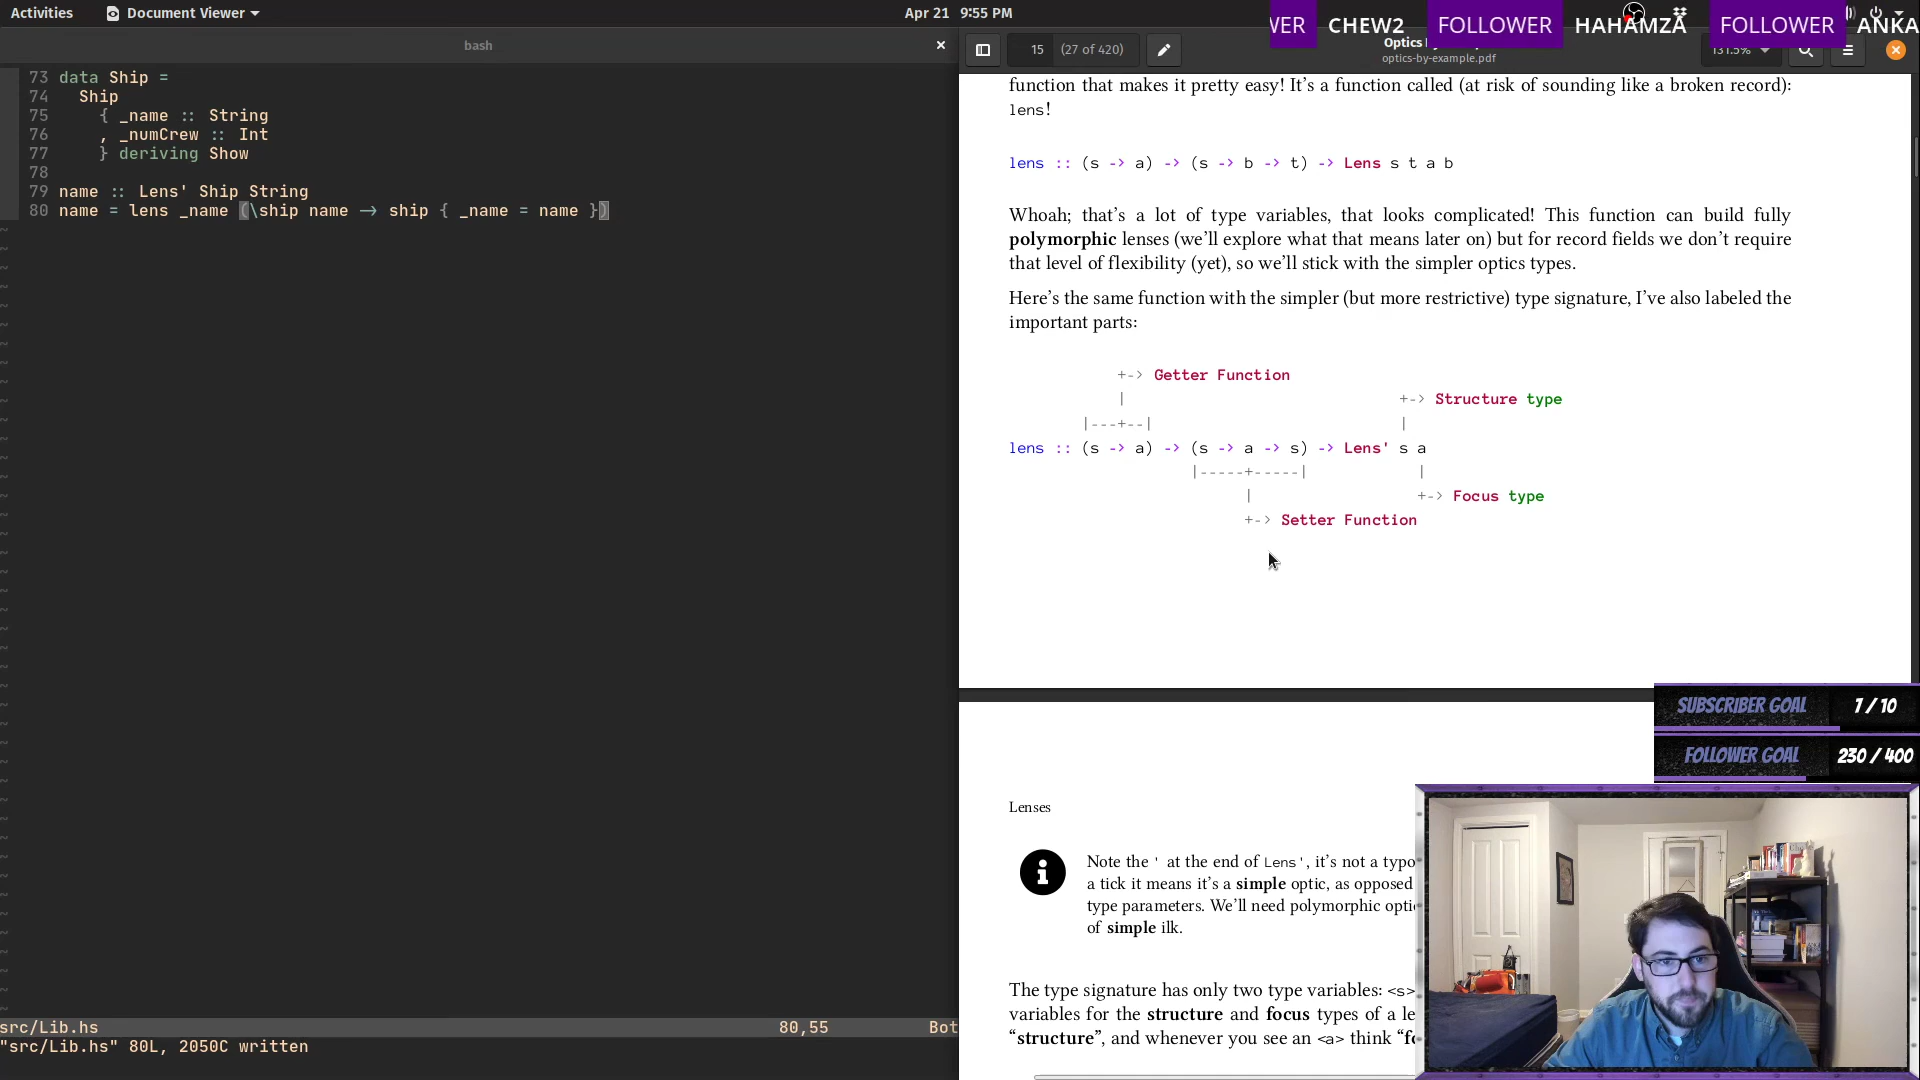 Activities
Document Viewer
Apr 21 9:55 PM
WER CHEW2 FOLLOWER HAHAMZA FOLLOWER ANKA
bash
15 (27 of 420)
optics-by-example.pdf
73 data Ship =
74 Ship
75 { _name :: String
76 , _numCrew :: Int
77 } deriving Show
78
79 name :: Lens' Ship String
80 name = lens _name (\ship name -> ship { _name = name })
~
src/Lib.hs 80,55 Bot
"src/Lib.hs" 80L, 2050C written
function that makes it pretty easy! It's a function called (at risk of sounding like a broken record):
lens!
lens :: (s -> a) -> (s -> b -> t) -> Lens s t a b
Whoah; that's a lot of type variables, that looks complicated! This function can build fully
polymorphic lenses (we'll explore what that means later on) but for record fields we don't require
that level of flexibility (yet), so we'll stick with the simpler optics types.
Here's the same function with the simpler (but more restrictive) type signature, I've also labeled the
important parts:
+-> Getter Function
| +-> Structure type
|---+--| |
lens :: (s -> a) -> (s -> a -> s) -> Lens' s a
|-----+-----| |
| +-> Focus type
+-> Setter Function
Lenses
Note the ' at the end of Lens', it's not a typo
a tick it means it's a simple optic, as opposed
type parameters. We'll need polymorphic
of simple ilk.
The type signature has only two type variables: <s>
variables for the structure and focus types of a
"structure", and whenever you see an <a> think
SUBSCRIBER GOAL 7 / 10
FOLLOWER GOAL 230 / 400